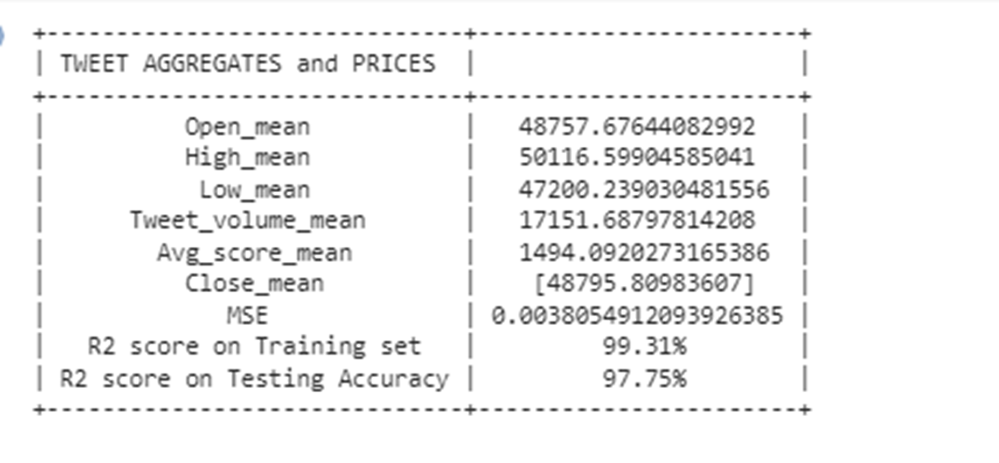 +-------------------------------+------------------------+
| TWEET AGGREGATES and PRICES | |
+-------------------------------+------------------------+
| Open_mean | 48757.67644082992 |
| High_mean | 50116.59904585041 |
| Low_mean | 47200.239030481556 |
| Tweet_volume_mean | 17151.68797814208 |
| Avg_score_mean | 1494.0920273165386 |
| Close_mean | [48795.80983607] |
| MSE | 0.0038054912093926385 |
| R2 score on Training set | 99.31% |
| R2 score on Testing Accuracy | 97.75% |
+-------------------------------+------------------------+